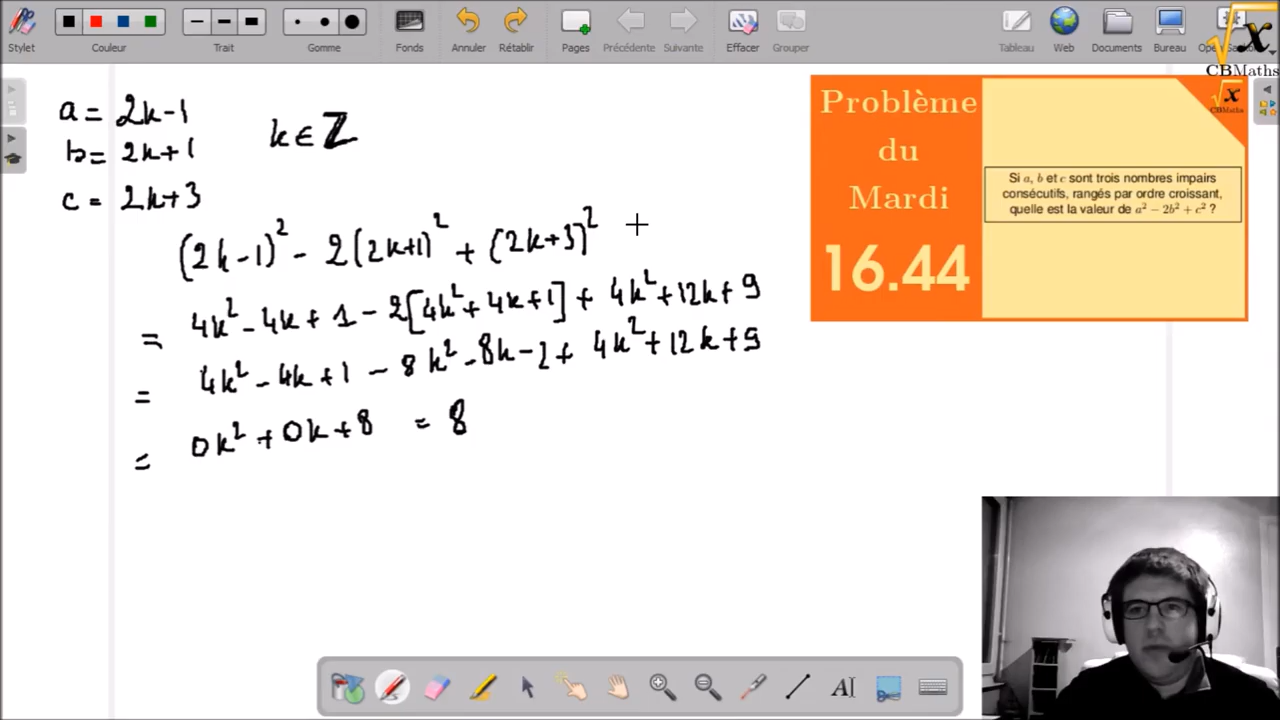 Stylet Couleur Trait Gomme Fonds Annuler Rétablir Pages Précédente Suivante Effacer Grouper Tableau Web Documents Bureau
CBMaths
a = 2k-1
b = 2k+1
c = 2k+3
k ∈ ℤ
(2k-1)² - 2(2k+1)² + (2k+3)²
= 4k² - 4k + 1 - 2[4k² + 4k + 1] + 4k² + 12k + 9
= 4k² - 4k + 1 - 8k² - 8k - 2 + 4k² + 12k + 9
= 0k² + 0k + 8 = 8
Problème
du
Mardi
16.44
CBMaths
Si a, b et c sont trois nombres impairs
consécutifs, rangés par ordre croissant,
quelle est la valeur de a² − 2b² + c² ?
AI